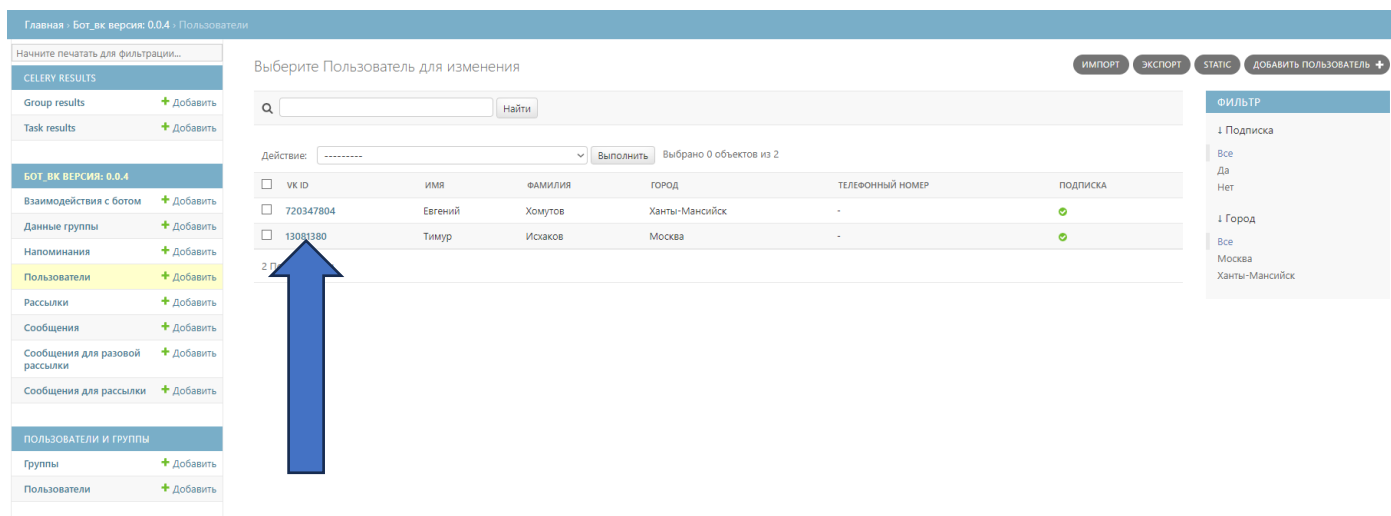 Главная › Бот_вк версия: 0.0.4 › Пользователи
Начните печатать для фильтрации...
CELERY RESULTS
Group results + Добавить
Task results + Добавить
БОТ_ВК ВЕРСИЯ: 0.0.4
Взаимодействия с ботом + Добавить
Данные группы + Добавить
Напоминания + Добавить
Пользователи + Добавить
Рассылки + Добавить
Сообщения + Добавить
Сообщения для разовой + Добавить
рассылки
Сообщения для рассылки + Добавить
ПОЛЬЗОВАТЕЛИ И ГРУППЫ
Группы + Добавить
Пользователи + Добавить
Выберите Пользователь для изменения
ИМПОРТ ЭКСПОРТ STATIC ДОБАВИТЬ ПОЛЬЗОВАТЕЛЬ +
Найти
Действие: --------- Выполнить Выбрано 0 объектов из 2
VK ID ИМЯ ФАМИЛИЯ ГОРОД ТЕЛЕФОННЫЙ НОМЕР ПОДПИСКА
720347804 Евгений Хомутов Ханты-Мансийск -
13081380 Тимур Исхаков Москва -
2
ФИЛЬТР
↓ Подписка
Все
Да
Нет
↓ Город
Все
Москва
Ханты-Мансийск